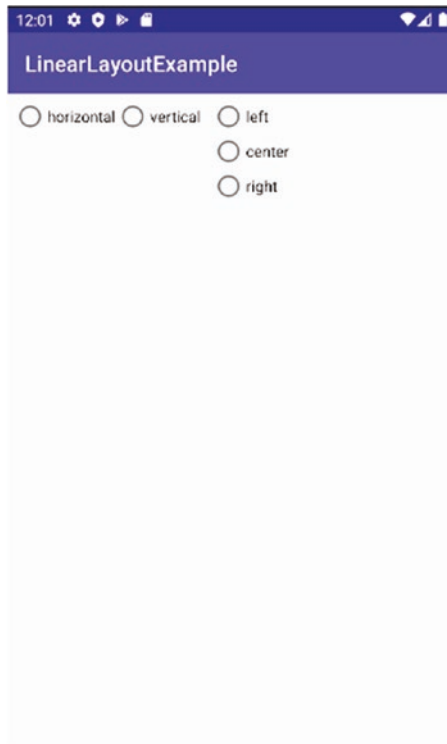 12:01
LinearLayoutExample
horizontal vertical left
center
right